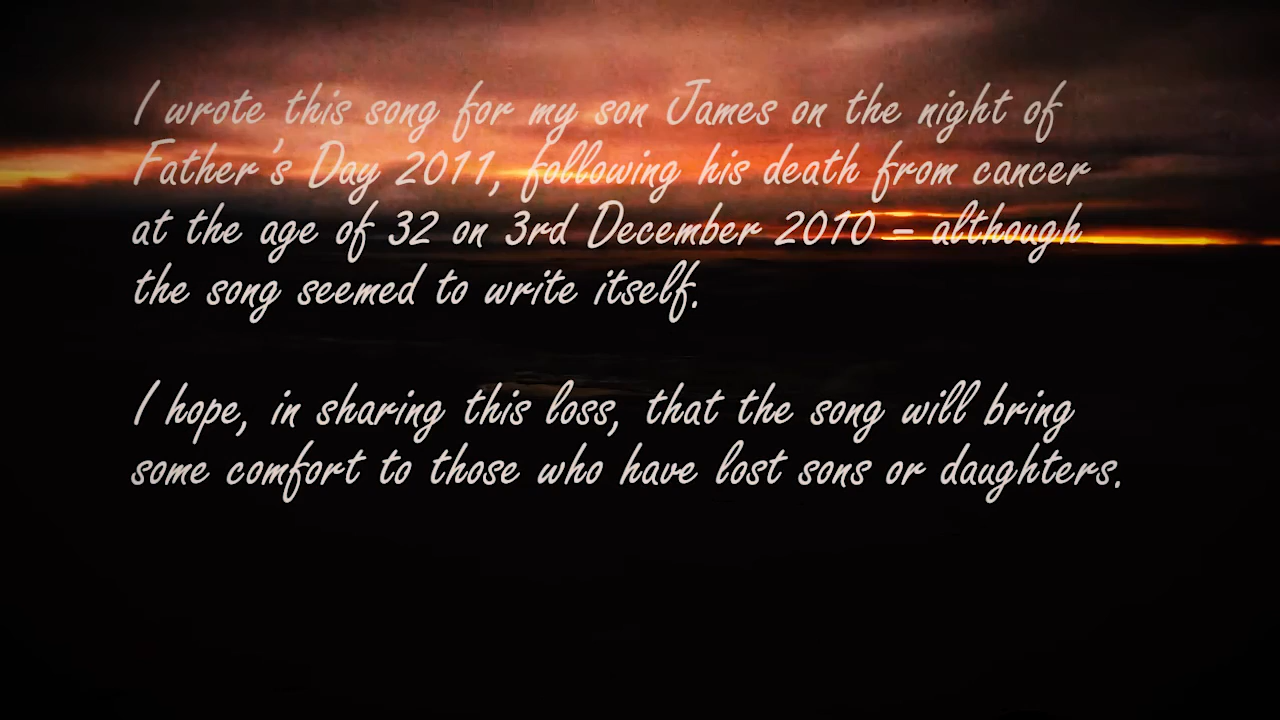 I wrote this song for my son James on the night of
Father's Day 2011, following his death from cancer
at the age of 32 on 3rd December 2010 – although
the song seemed to write itself.
I hope, in sharing this loss, that the song will bring
some comfort to those who have lost sons or daughters.